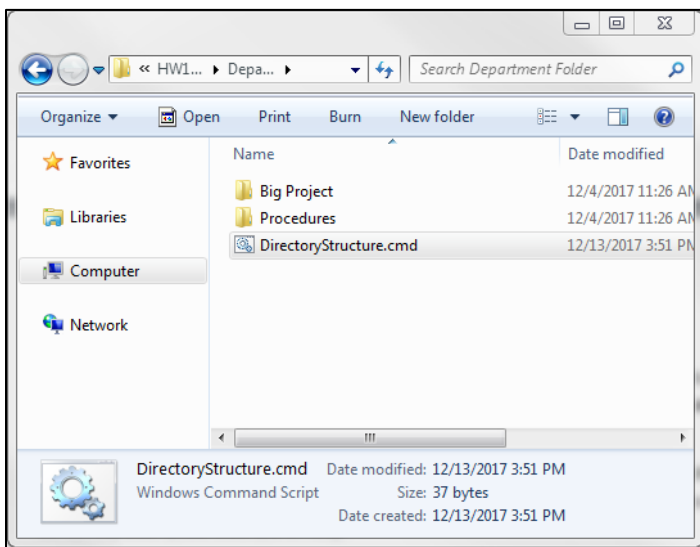 « HW1... ▸ Depa... ▸ Search Department Folder
Organize ▾ Open Print Burn New folder
Name Date modified
Favorites
Libraries
Computer
Network
Big Project 12/4/2017 11:26 AM
Procedures 12/4/2017 11:26 AM
DirectoryStructure.cmd 12/13/2017 3:51 PM
DirectoryStructure.cmd Date modified: 12/13/2017 3:51 PM
Windows Command Script Size: 37 bytes
Date created: 12/13/2017 3:51 PM